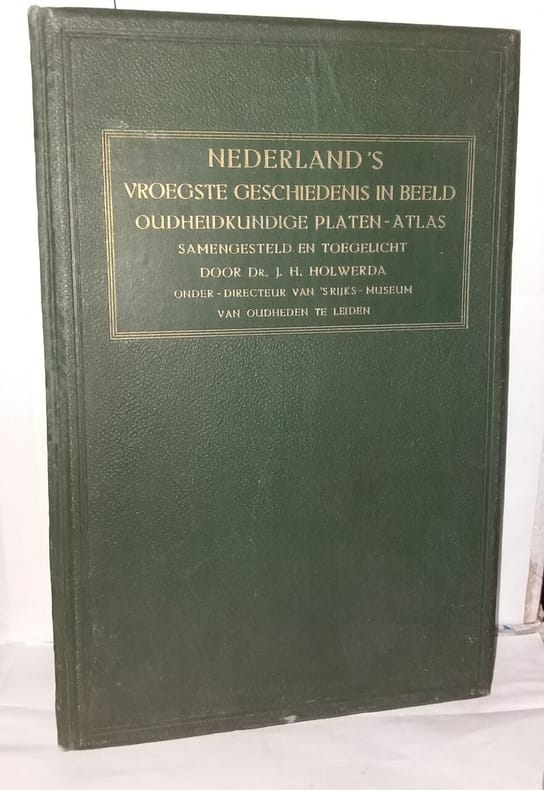 NEDERLAND'S
VROEGSTE GESCHIEDENIS IN BEELD
OUDHEIDKUNDIGE PLATEN-ATLAS
SAMENGESTELD EN TOEGELICHT
DOOR DR. J. H. HOLWERDA
ONDER-DIRECTEUR VAN 'S RIJKS-MUSEUM
VAN OUDHEDEN TE LEIDEN